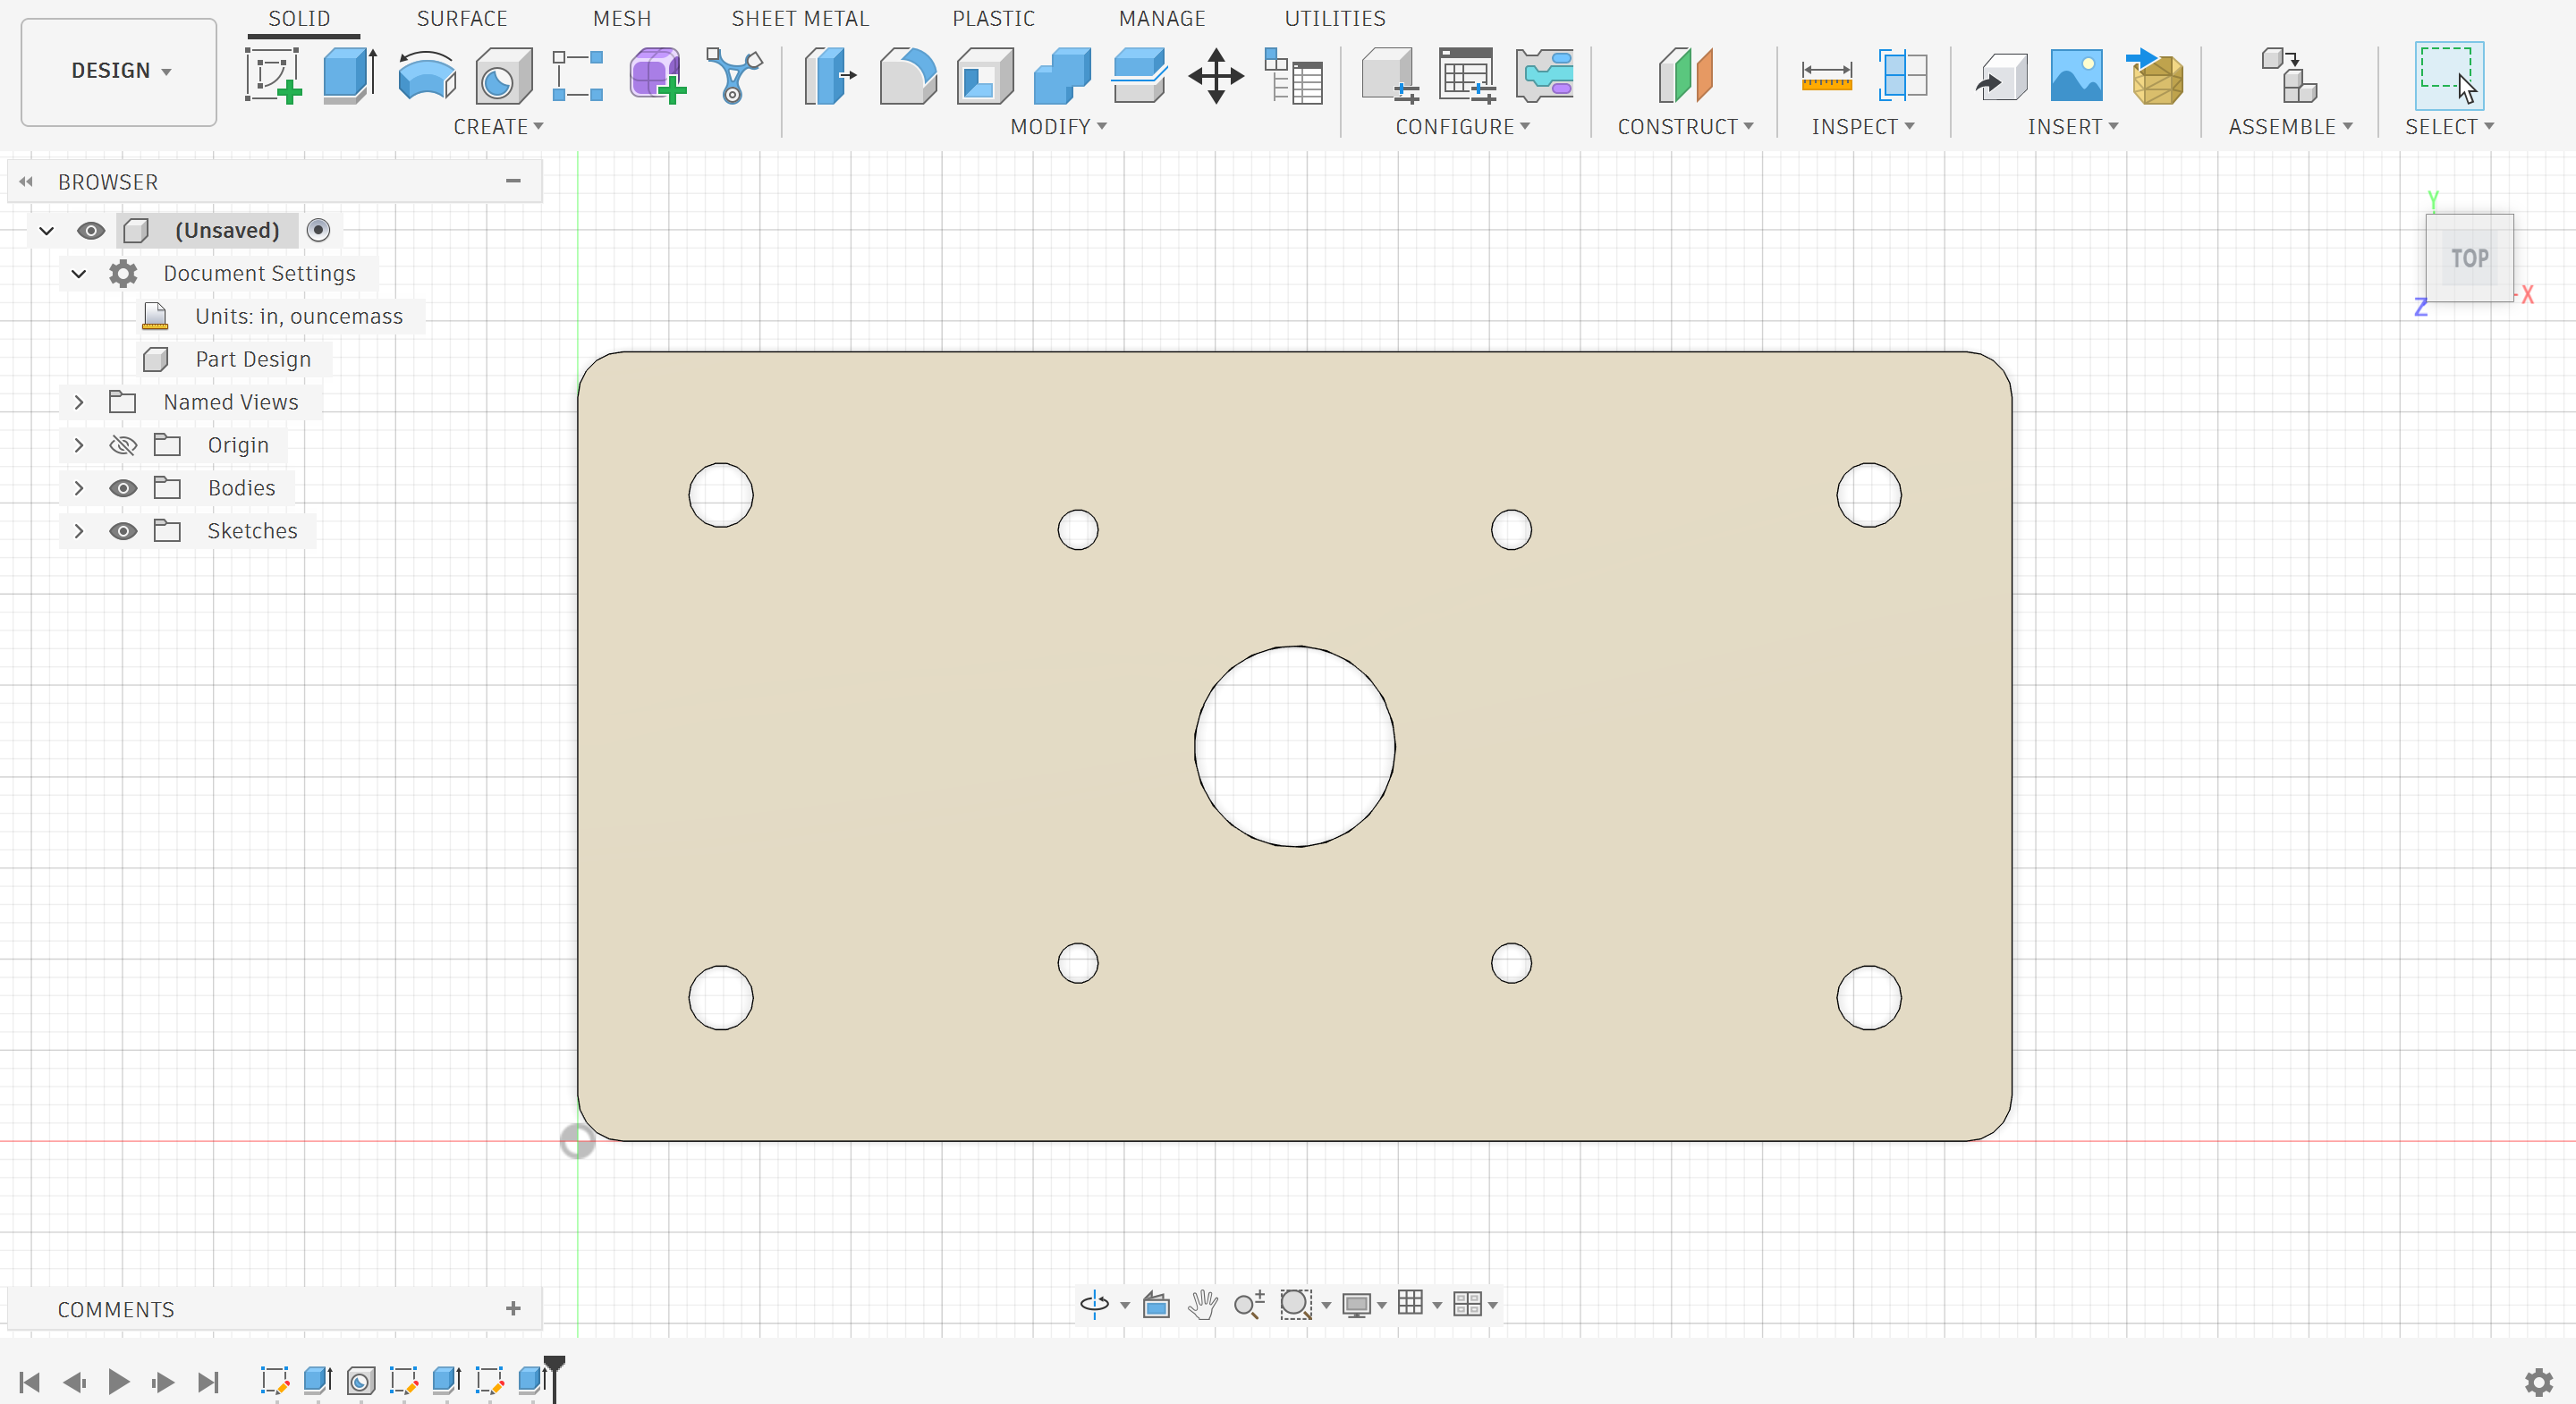 SOLID SURFACE MESH SHEET METAL PLASTIC MANAGE UTILITIES
DESIGN
CREATE MODIFY CONFIGURE CONSTRUCT INSPECT INSERT ASSEMBLE SELECT
BROWSER
(Unsaved)
Document Settings
Units: in, ouncemass
Part Design
Named Views
Origin
Bodies
Sketches
Y
TOP
X
Z
COMMENTS